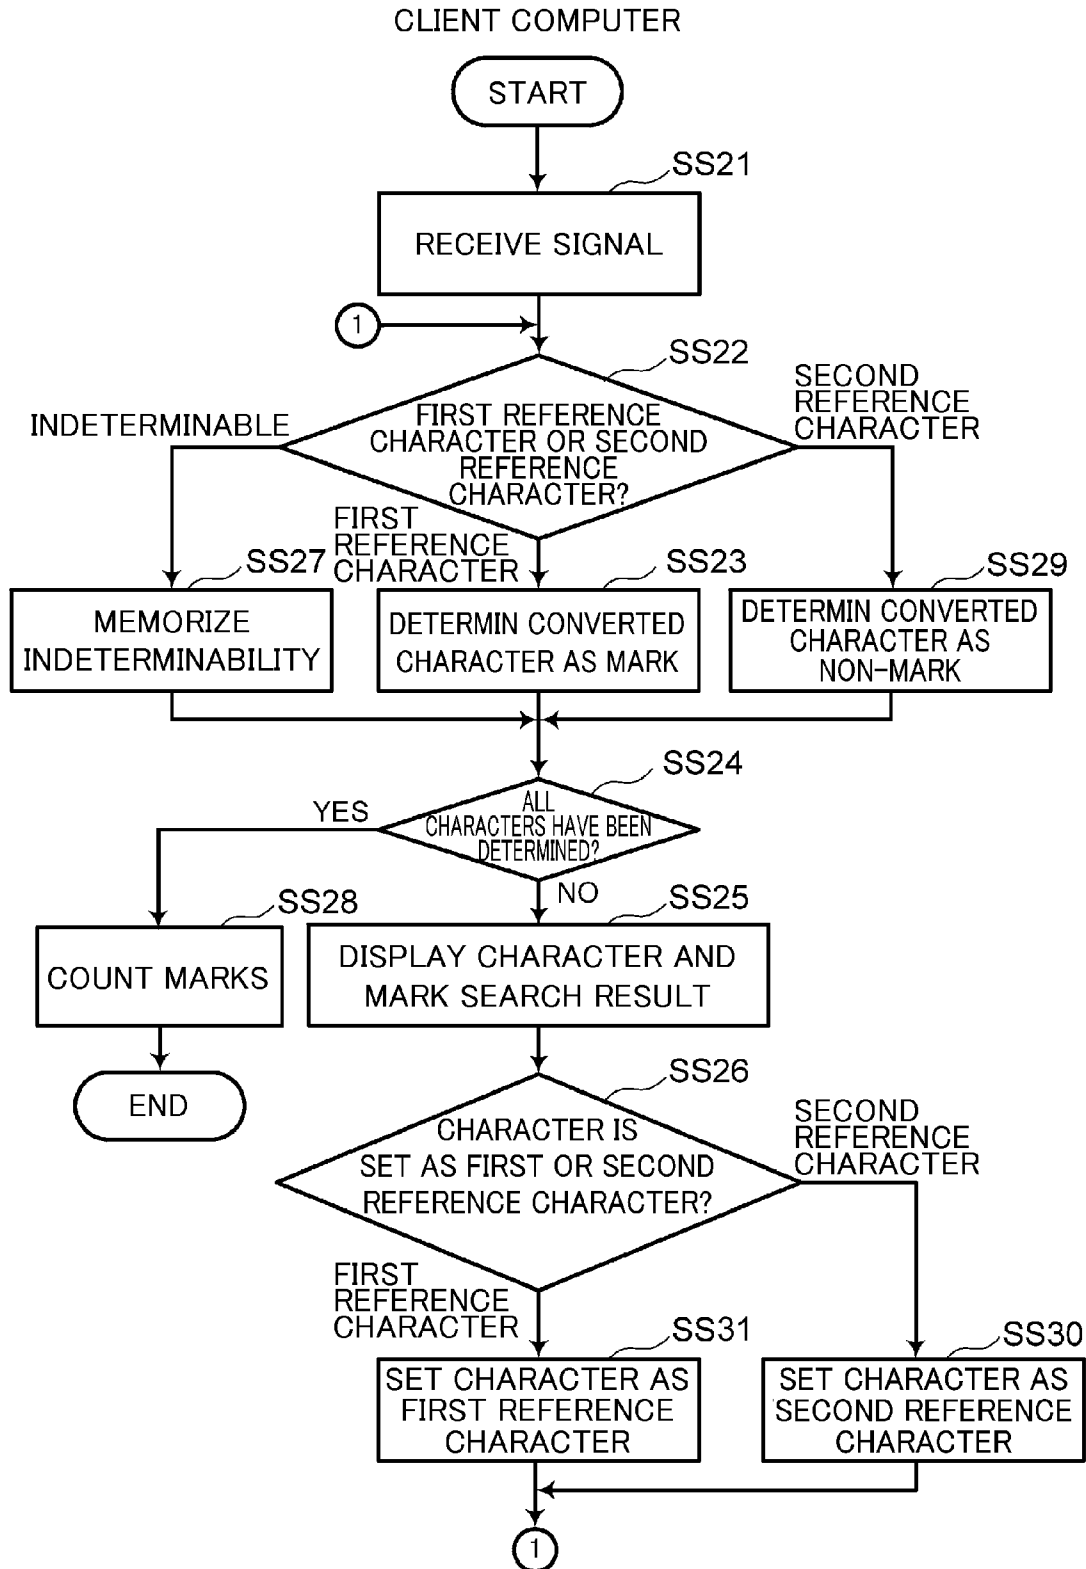 CLIENT COMPUTER
START
SS21
RECEIVE SIGNAL
1
SS22
FIRST REFERENCE
CHARACTER OR SECOND
REFERENCE
CHARACTER?
INDETERMINABLE
SECOND
REFERENCE
CHARACTER
FIRST
REFERENCE
CHARACTER
SS27
MEMORIZE
INDETERMINABILITY
SS23
DETERMIN CONVERTED
CHARACTER AS MARK
SS29
DETERMIN CONVERTED
CHARACTER AS
NON-MARK
SS24
ALL
CHARACTERS HAVE BEEN
DETERMINED?
YES
NO
SS28
COUNT MARKS
END
SS25
DISPLAY CHARACTER AND
MARK SEARCH RESULT
SS26
CHARACTER IS
SET AS FIRST OR SECOND
REFERENCE CHARACTER?
SECOND
REFERENCE
CHARACTER
FIRST
REFERENCE
CHARACTER
SS31
SET CHARACTER AS
FIRST REFERENCE
CHARACTER
SS30
SET CHARACTER AS
SECOND REFERENCE
CHARACTER
1